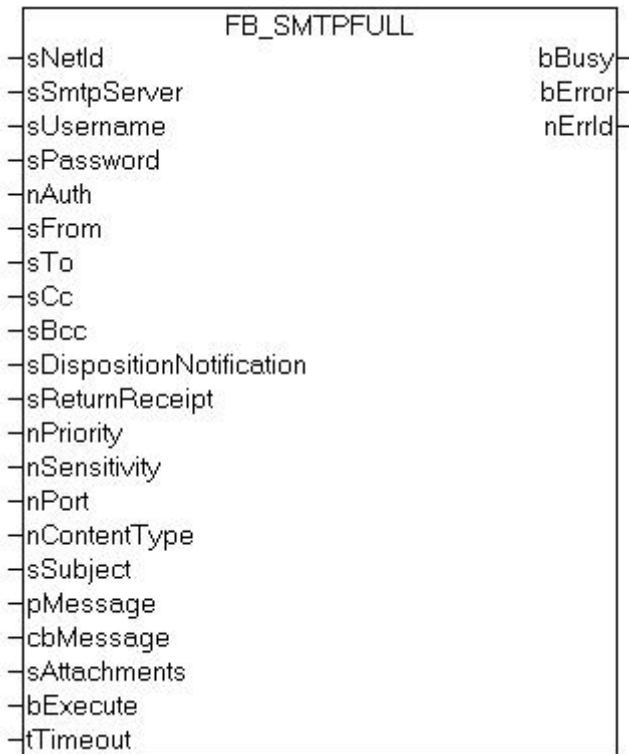 FB_SMTPFULL
sNetId bBusy
sSmtpServer bError
sUsername nErrId
sPassword
nAuth
sFrom
sTo
sCc
sBcc
sDispositionNotification
sReturnReceipt
nPriority
nSensitivity
nPort
nContentType
sSubject
pMessage
cbMessage
sAttachments
bExecute
tTimeout